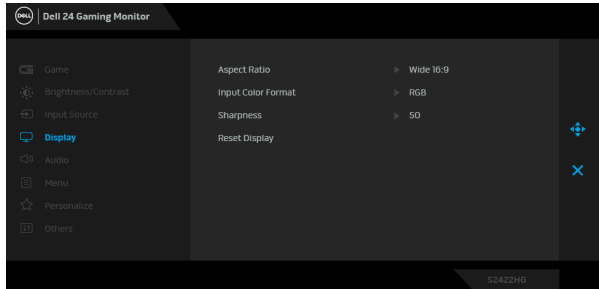 DELL Dell 24 Gaming Monitor
Game
Brightness/Contrast
Input Source
Display
Audio
Menu
Personalize
Others
Aspect Ratio Wide 16:9
Input Color Format RGB
Sharpness 50
Reset Display
S2422HG